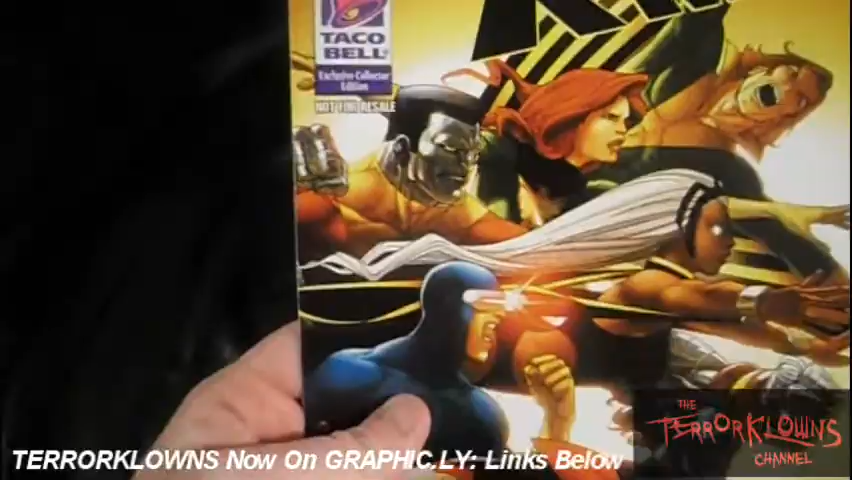 TACO
BELL
Exclusive Collector
Edition
NOT FOR RESALE
THE
TERRORKLOWNS
CHANNEL
TERRORKLOWNS Now On GRAPHIC.LY: Links Below